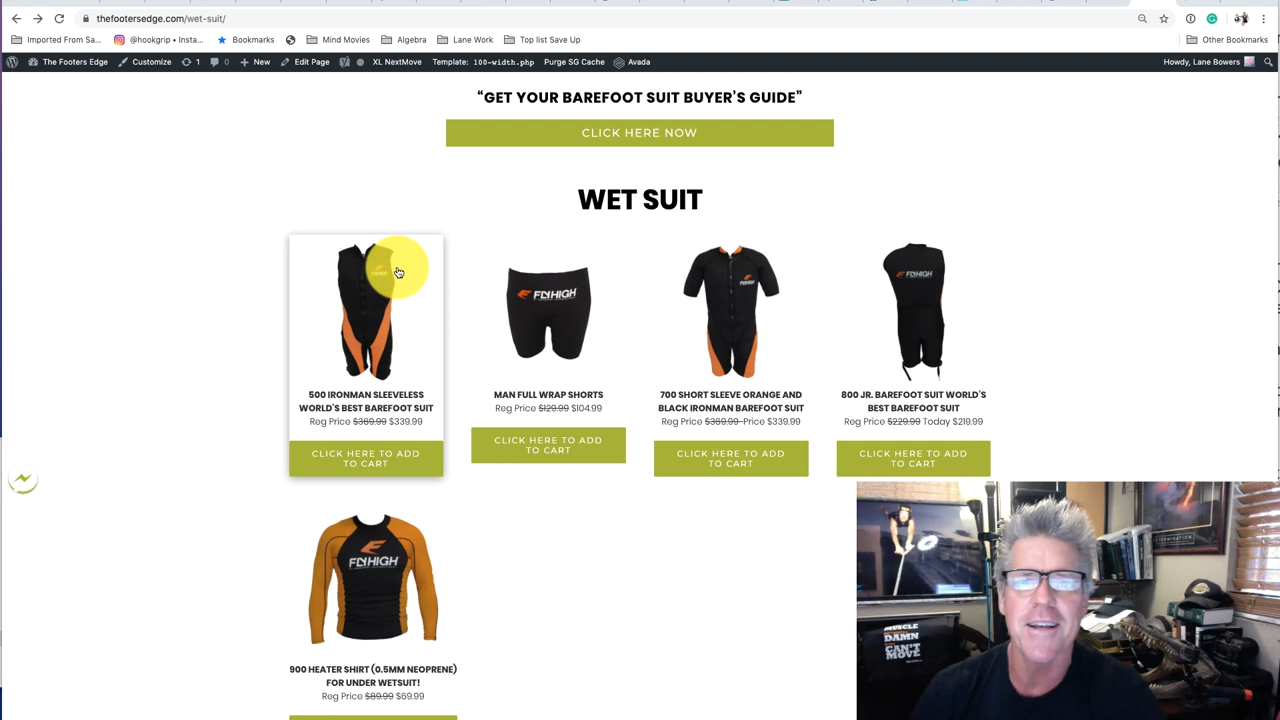 thefootersedge.com/wet-suit/
Imported From Sa...
@hookgrip • Insta...
Bookmarks
Mind Movies
Algebra
Lane Work
Top list Save Up
Other Bookmarks
The Footers Edge
Customize
1
0
New
Edit Page
XL NextMove
Template: 100-width.php
Purge SG Cache
Avada
Howdy, Lane Bowers
“GET YOUR BAREFOOT SUIT BUYER’S GUIDE”
CLICK HERE NOW
WET SUIT
FLYHIGH
FLYHIGH
FLYHIGH
500 IRONMAN SLEEVELESS
WORLD’S BEST BAREFOOT SUIT
Reg Price $369.99 $339.99
CLICK HERE TO ADD
TO CART
MAN FULL WRAP SHORTS
Reg Price $129.99 $104.99
CLICK HERE TO ADD
TO CART
700 SHORT SLEEVE ORANGE AND
BLACK IRONMAN BAREFOOT SUIT
Reg Price $369.99 Price $339.99
CLICK HERE TO ADD
TO CART
800 JR. BAREFOOT SUIT WORLD’S
BEST BAREFOOT SUIT
Reg Price $229.99 Today $219.99
CLICK HERE TO ADD
TO CART
FLYHIGH
900 HEATER SHIRT (0.5MM NEOPRENE)
FOR UNDER WETSUIT!
Reg Price $89.99 $69.99
DETERMINATION
MUSCLE
DAMN
CAN'T
MOVE